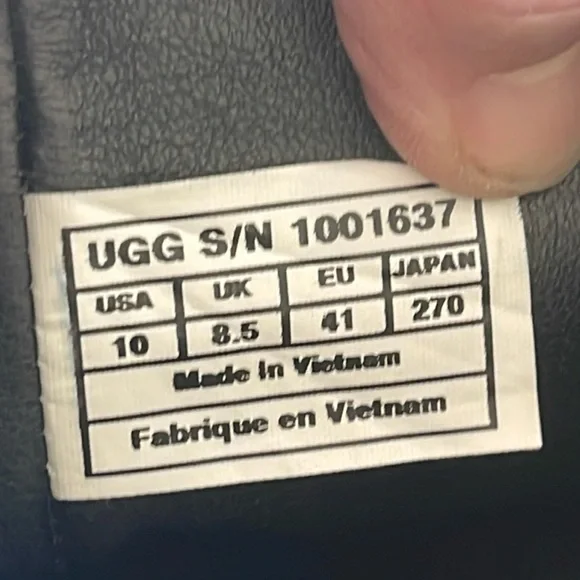 UGG S/N 1001637
USA UK EU JAPAN
10 8.5 41 270
Made in Vietnam
Fabrique en Vietnam